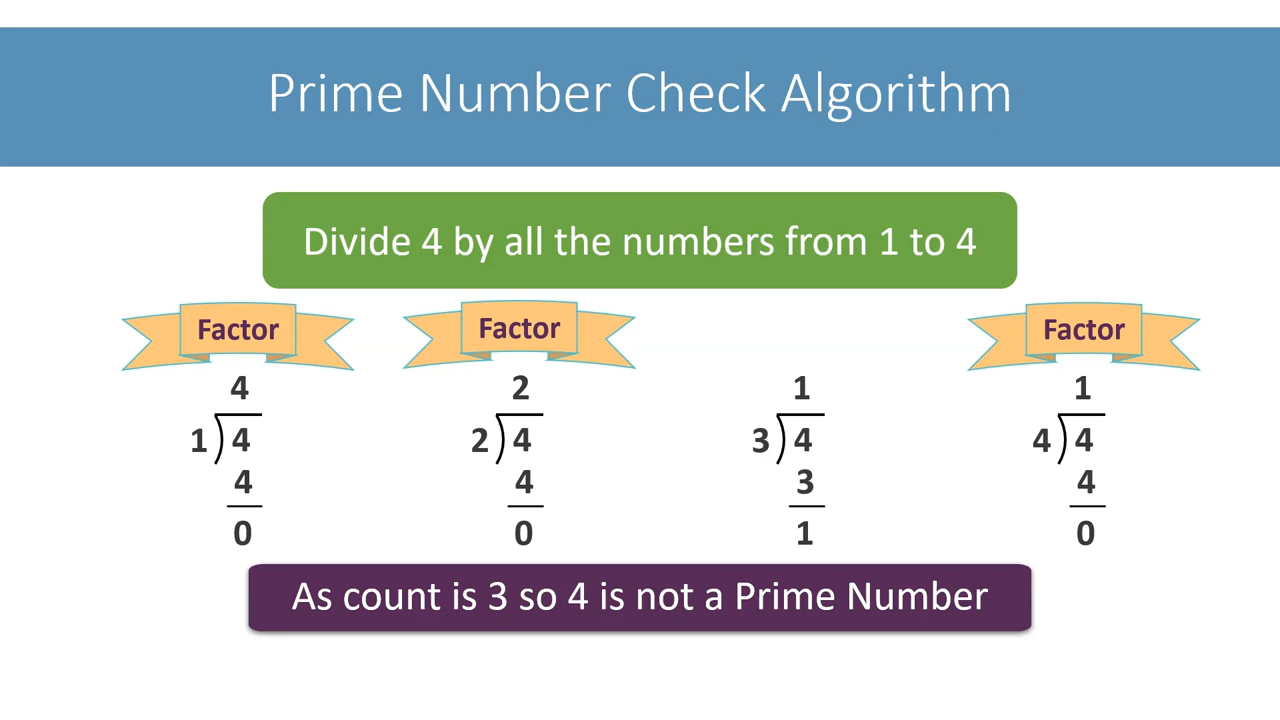 Prime Number Check Algorithm
Divide 4 by all the numbers from 1 to 4
Factor Factor Factor
4 2 1 1
1)4 2)4 3)4 4)4
4 4 3 4
0 0 1 0
As count is 3 so 4 is not a Prime Number